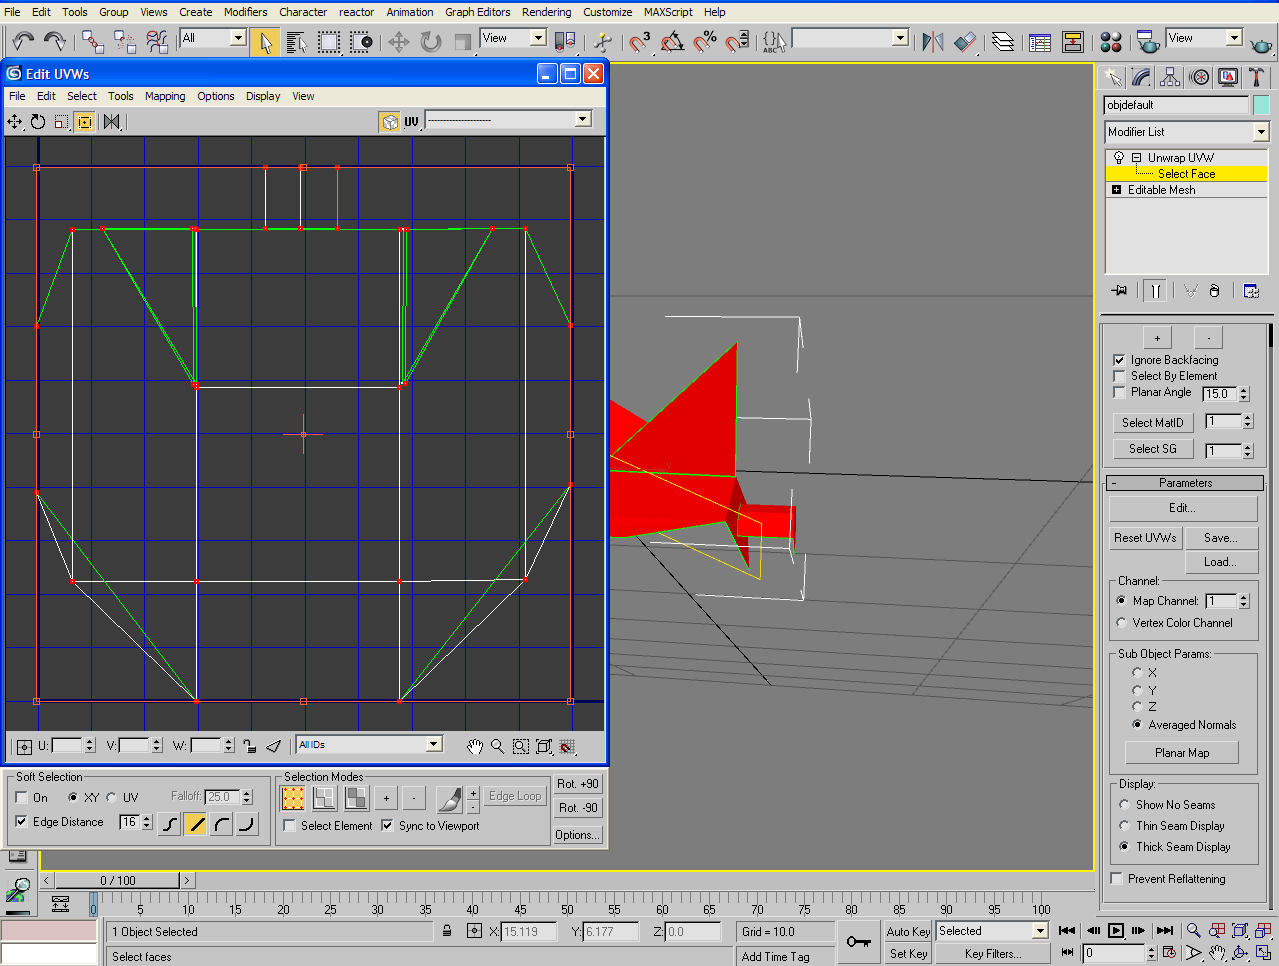 File Edit Tools Group Views Create Modifiers Character reactor Animation Graph Editors Rendering Customize MAXScript Help
All View 3 % ABC View
Edit UVWs
File Edit Select Tools Mapping Options Display View
UV ---------------------
objdefault
Modifier List
Unwrap UVW
Select Face
Editable Mesh
+ -
Ignore Backfacing
Select By Element
Planar Angle 15.0
Select MatID 1
Select SG 1
- Parameters
Edit...
Reset UVWs Save...
Load...
Channel:
Map Channel: 1
Vertex Color Channel
Sub Object Params:
X
Y
Z
Averaged Normals
Planar Map
Display:
Show No Seams
Thin Seam Display
Thick Seam Display
Prevent Reflattening
U: V: W: All IDs
Soft Selection
On XY UV Falloff: 25.0
Edge Distance 16
Selection Modes
+ - + - Edge Loop
Select Element Sync to Viewport
Rot. +90
Rot. -90
Options...
< 0 / 100 >
0 5 10 15 20 25 30 35 40 45 50 55 60 65 70 75 80 85 90 95 100
1 Object Selected X: 15.119 Y: 6.177 Z: 0.0 Grid = 10.0 Auto Key Selected
Select faces Add Time Tag Set Key Key Filters... 0